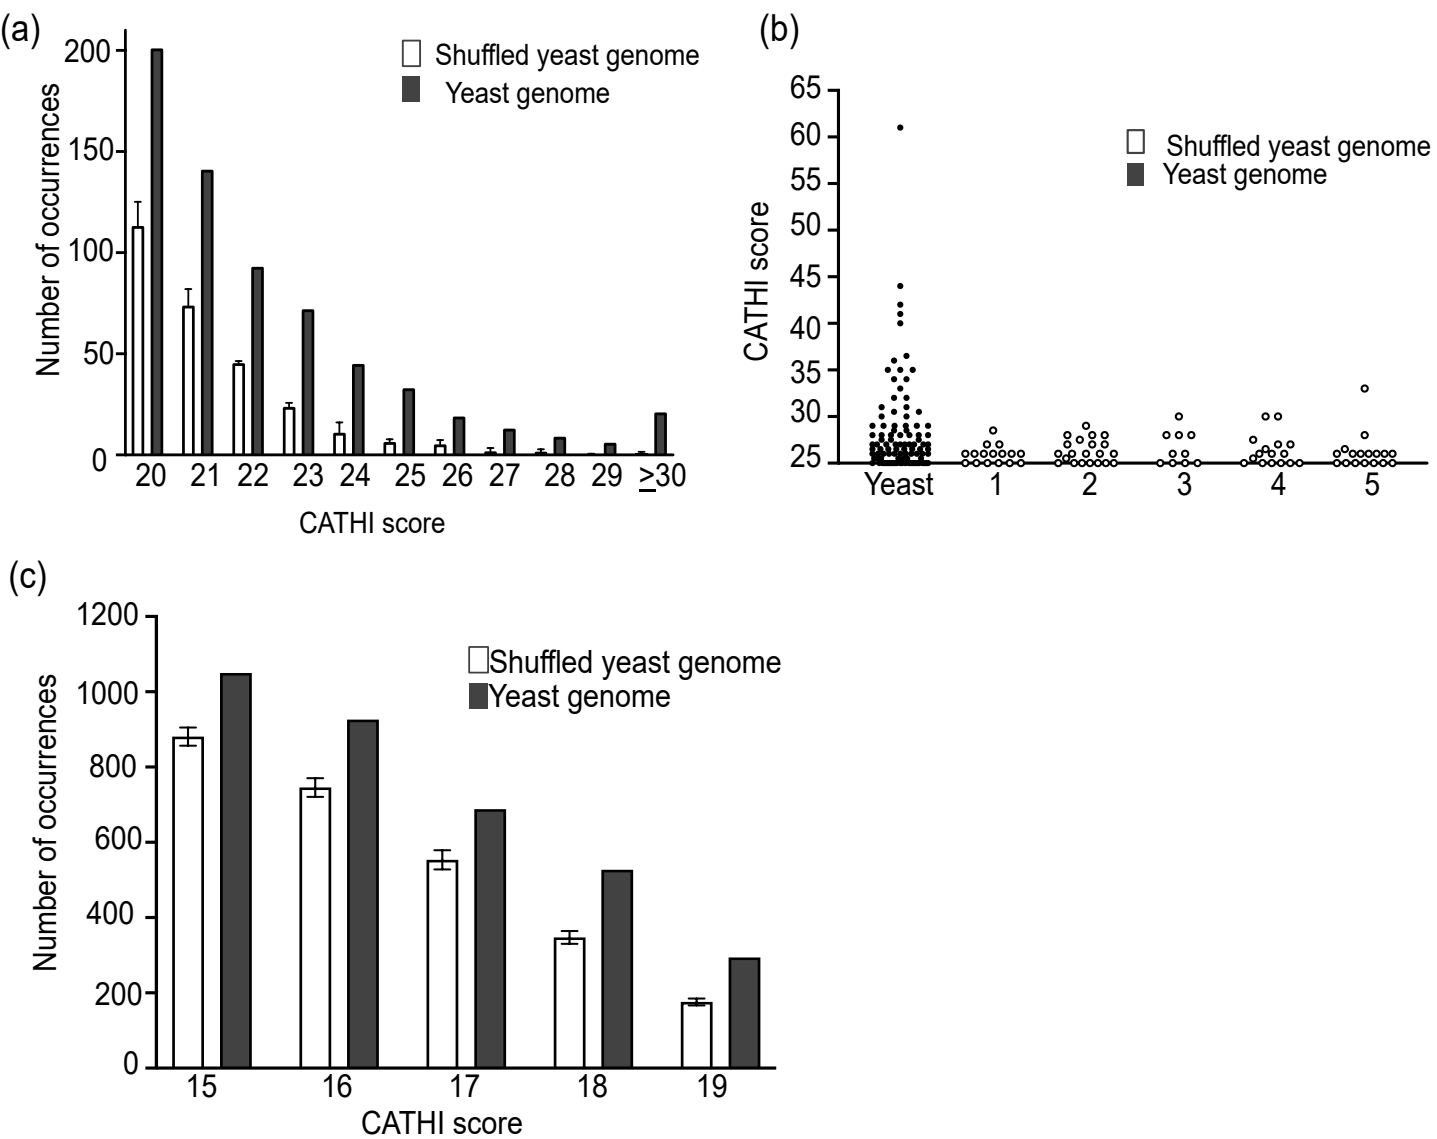 (a)
Number of occurrences
200
150
100
50
0
Shuffled yeast genome
Yeast genome
20 21 22 23 24 25 26 27 28 29 ≥30
CATHI score
(b)
CATHI score
65
60
55
50
45
40
35
30
25
Shuffled yeast genome
Yeast genome
Yeast 1 2 3 4 5
(c)
Number of occurrences
1200
1000
800
600
400
200
0
Shuffled yeast genome
Yeast genome
15 16 17 18 19
CATHI score